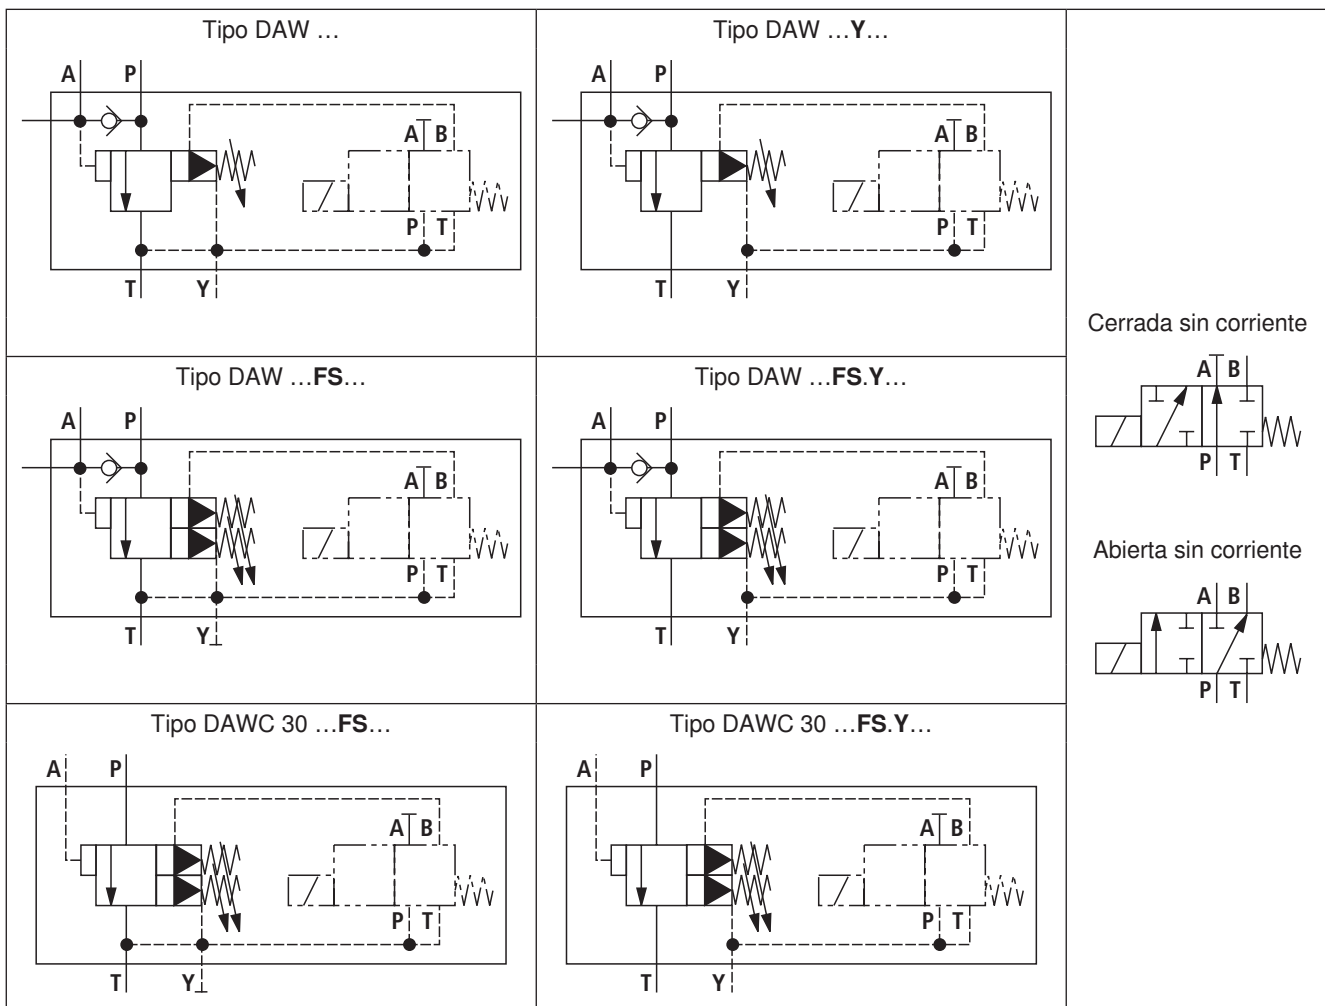 Tipo DAW ...
A P
A B
P T
T Y
Tipo DAW ...Y...
A P
A B
P T
T Y
Tipo DAW ...FS...
A P
A B
P T
T Y
Tipo DAW ...FS.Y...
A P
A B
P T
T Y
Tipo DAWC 30 ...FS...
A P
A B
P T
T Y
Tipo DAWC 30 ...FS.Y...
A P
A B
P T
T Y
Cerrada sin corriente
A B
P T
Abierta sin corriente
A B
P T